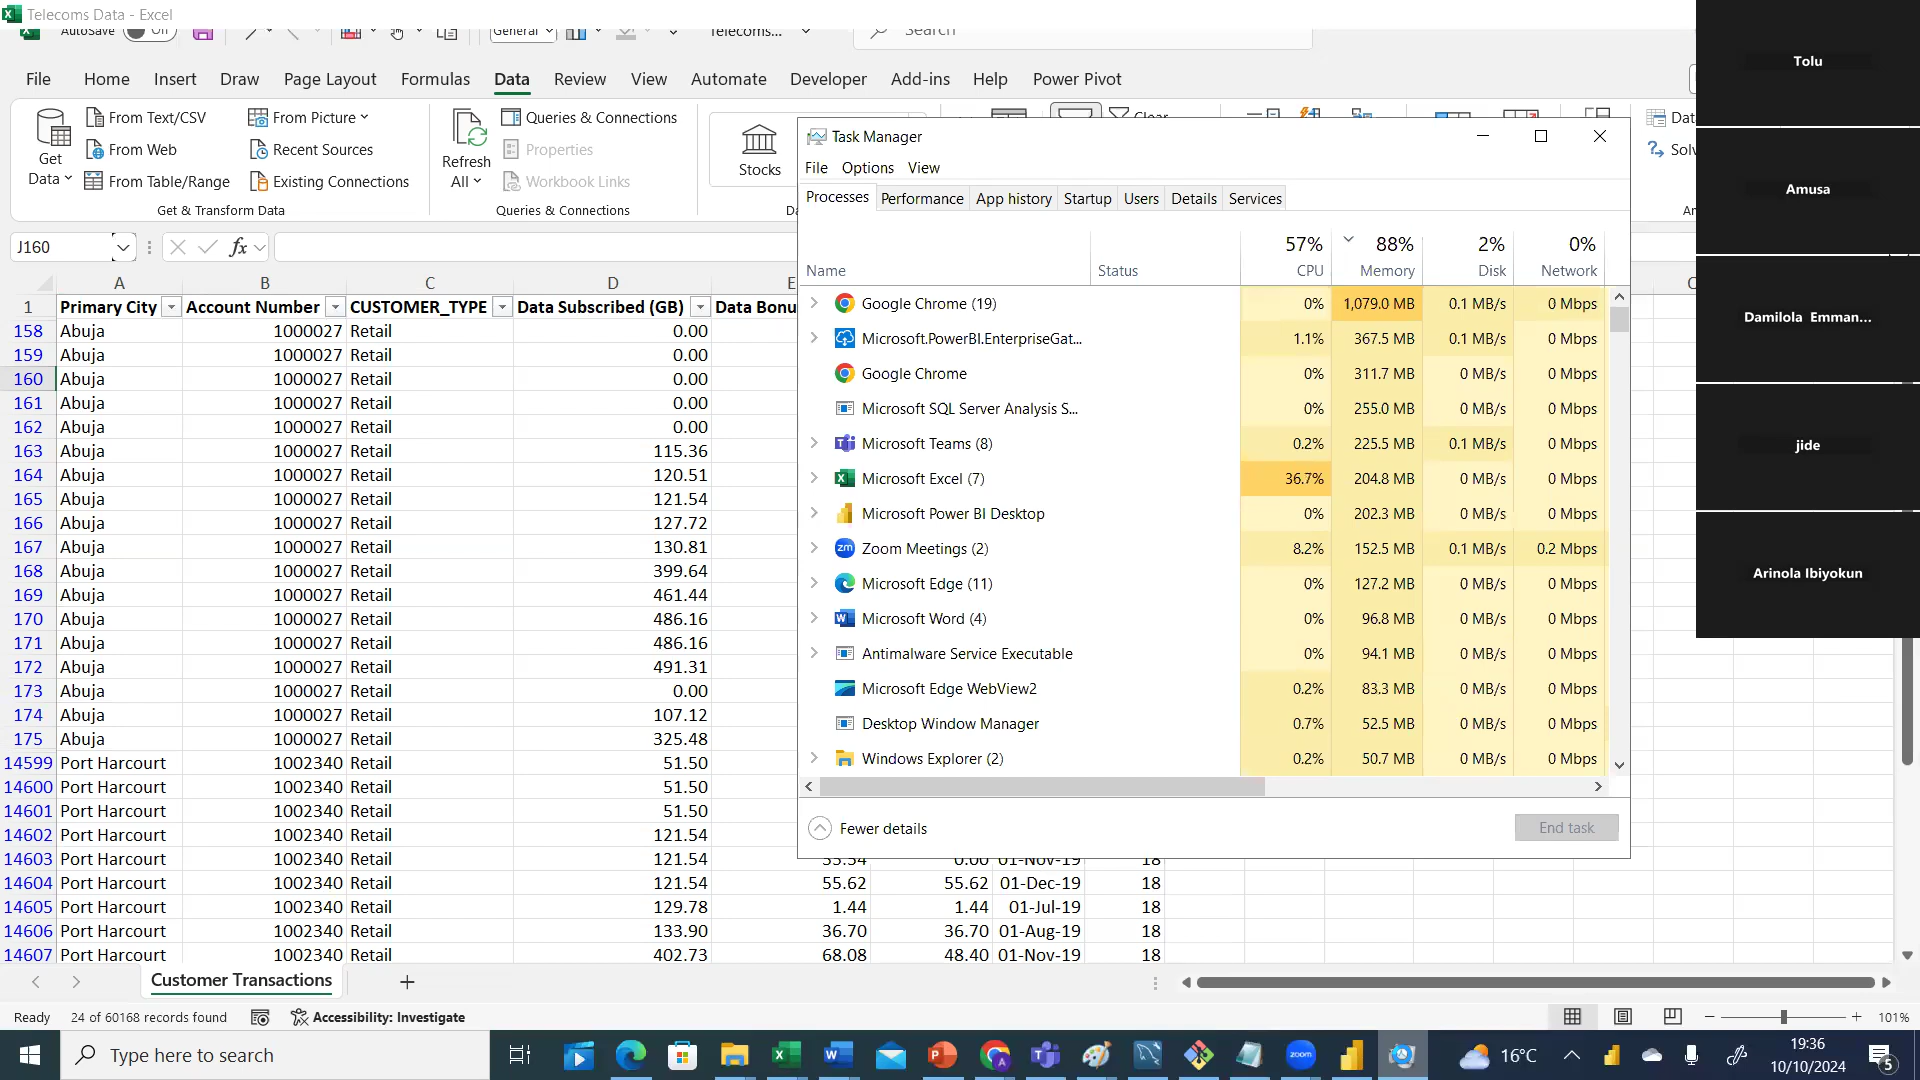 Telecoms Data - Excel
AutoSave Off General Telecoms... Search
File Home Insert Draw Page Layout Formulas Data Review View Automate Developer Add-ins Help Power Pivot
Get Data
From Text/CSV
From Web
From Table/Range
From Picture
Recent Sources
Existing Connections
Get & Transform Data
Refresh All
Queries & Connections
Properties
Workbook Links
Queries & Connections
Stocks
Clear
J160
fx
A B C D E
1 Primary City Account Number CUSTOMER_TYPE Data Subscribed (GB) Data Bonu
158 Abuja 1000027 Retail 0.00
159 Abuja 1000027 Retail 0.00
160 Abuja 1000027 Retail 0.00
161 Abuja 1000027 Retail 0.00
162 Abuja 1000027 Retail 0.00
163 Abuja 1000027 Retail 115.36
164 Abuja 1000027 Retail 120.51
165 Abuja 1000027 Retail 121.54
166 Abuja 1000027 Retail 127.72
167 Abuja 1000027 Retail 130.81
168 Abuja 1000027 Retail 399.64
169 Abuja 1000027 Retail 461.44
170 Abuja 1000027 Retail 486.16
171 Abuja 1000027 Retail 486.16
172 Abuja 1000027 Retail 491.31
173 Abuja 1000027 Retail 0.00
174 Abuja 1000027 Retail 107.12
175 Abuja 1000027 Retail 325.48
14599 Port Harcourt 1002340 Retail 51.50
14600 Port Harcourt 1002340 Retail 51.50
14601 Port Harcourt 1002340 Retail 51.50
14602 Port Harcourt 1002340 Retail 121.54
14603 Port Harcourt 1002340 Retail 121.54 0.00 01-Nov-19 18
14604 Port Harcourt 1002340 Retail 121.54 55.62 55.62 01-Dec-19 18
14605 Port Harcourt 1002340 Retail 129.78 1.44 1.44 01-Jul-19 18
14606 Port Harcourt 1002340 Retail 133.90 36.70 36.70 01-Aug-19 18
14607 Port Harcourt 1002340 Retail 402.73 68.08 48.40 01-Nov-19 18
Customer Transactions
Ready 24 of 60168 records found Accessibility: Investigate 101%
Task Manager
File Options View
Processes Performance App history Startup Users Details Services
57% 88% 2% 0%
Name Status CPU Memory Disk Network
Google Chrome (19) 0% 1,079.0 MB 0.1 MB/s 0 Mbps
Microsoft.PowerBI.EnterpriseGat... 1.1% 367.5 MB 0.1 MB/s 0 Mbps
Google Chrome 0% 311.7 MB 0 MB/s 0 Mbps
Microsoft SQL Server Analysis S... 0% 255.0 MB 0 MB/s 0 Mbps
Microsoft Teams (8) 0.2% 225.5 MB 0.1 MB/s 0 Mbps
Microsoft Excel (7) 36.7% 204.8 MB 0 MB/s 0 Mbps
Microsoft Power BI Desktop 0% 202.3 MB 0 MB/s 0 Mbps
Zoom Meetings (2) 8.2% 152.5 MB 0.1 MB/s 0.2 Mbps
Microsoft Edge (11) 0% 127.2 MB 0 MB/s 0 Mbps
Microsoft Word (4) 0% 96.8 MB 0 MB/s 0 Mbps
Antimalware Service Executable 0% 94.1 MB 0 MB/s 0 Mbps
Microsoft Edge WebView2 0.2% 83.3 MB 0 MB/s 0 Mbps
Desktop Window Manager 0.7% 52.5 MB 0 MB/s 0 Mbps
Windows Explorer (2) 0.2% 50.7 MB 0 MB/s 0 Mbps
Fewer details End task
Tolu
Amusa
Damilola Emman...
jide
Arinola Ibiyokun
Type here to search
zoom
16°C
19:36
10/10/2024
5